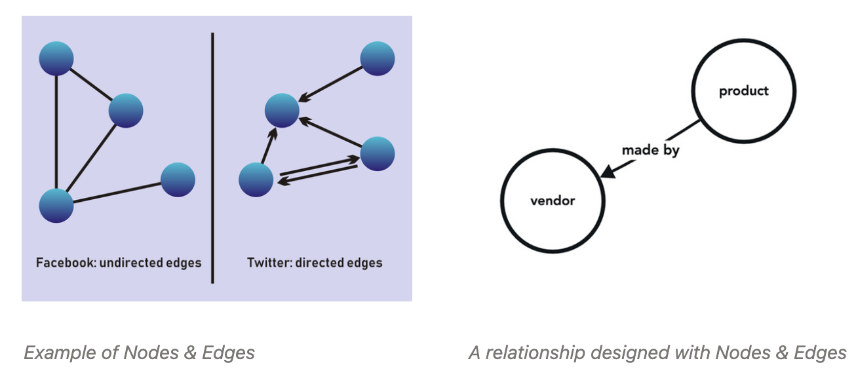 Facebook: undirected edges
Twitter: directed edges
product
made by
vendor
Example of Nodes & Edges
A relationship designed with Nodes & Edges